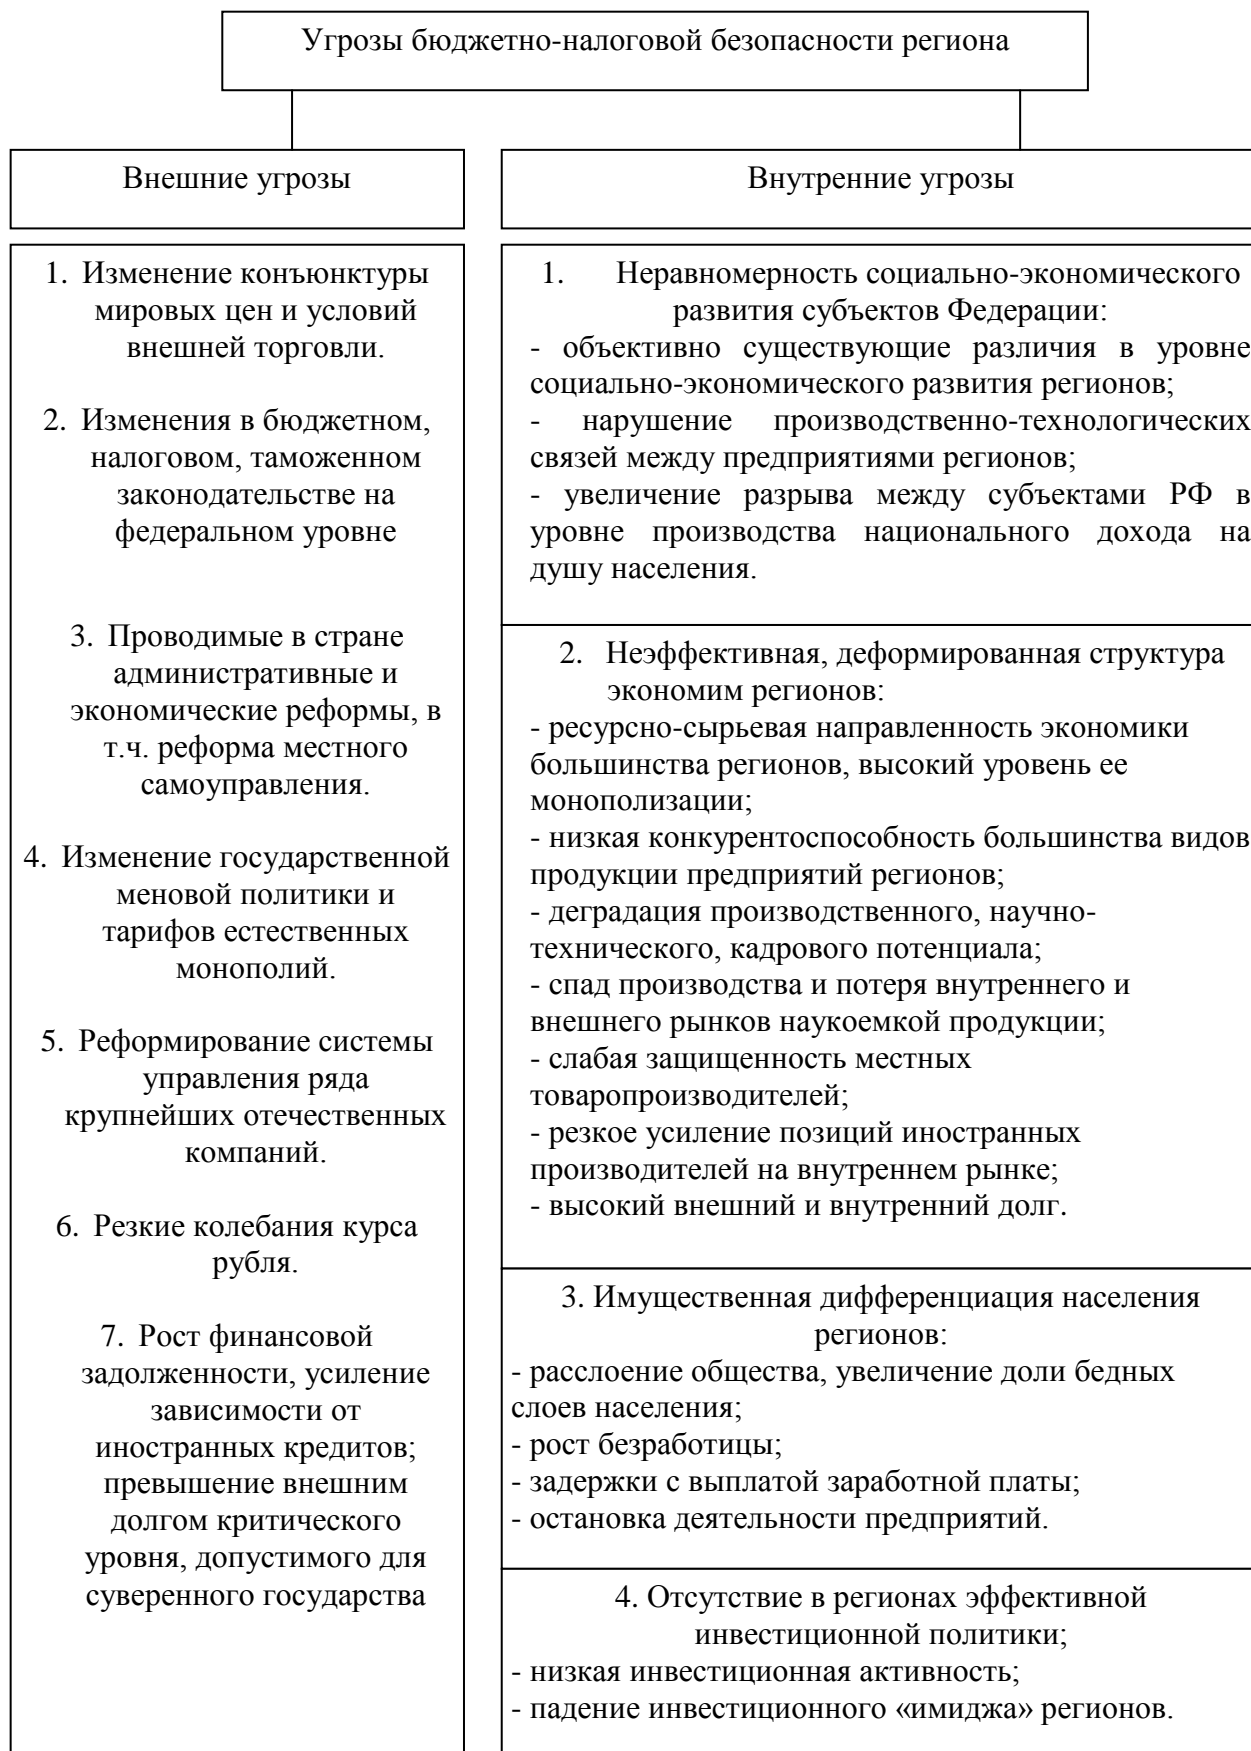 Угрозы бюджетно-налоговой безопасности региона
Внешние угрозы
1. Изменение конъюнктуры
мировых цен и условий
внешней торговли.
2. Изменения в бюджетном,
налоговом, таможенном
законодательстве на
федеральном уровне
3. Проводимые в стране
административные и
экономические реформы, в
т.ч. реформа местного
самоуправления.
4. Изменение государственной
меновой политики и
тарифов естественных
монополий.
5. Реформирование системы
управления ряда
крупнейших отечественных
компаний.
6. Резкие колебания курса
рубля.
7. Рост финансовой
задолженности, усиление
зависимости от
иностранных кредитов;
превышение внешним
долгом критического
уровня, допустимого для
суверенного государства
Внутренние угрозы
1. Неравномерность социально-экономического
развития субъектов Федерации:
- объективно существующие различия в уровне
социально-экономического развития регионов;
- нарушение производственно-технологических
связей между предприятиями регионов;
- увеличение разрыва между субъектами РФ в
уровне производства национального дохода на
душу населения.
2. Неэффективная, деформированная структура
экономим регионов:
- ресурсно-сырьевая направленность экономики
большинства регионов, высокий уровень ее
монополизации;
- низкая конкурентоспособность большинства видов
продукции предприятий регионов;
- деградация производственного, научно-
технического, кадрового потенциала;
- спад производства и потеря внутреннего и
внешнего рынков наукоемкой продукции;
- слабая защищенность местных
товаропроизводителей;
- резкое усиление позиций иностранных
производителей на внутреннем рынке;
- высокий внешний и внутренний долг.
3. Имущественная дифференциация населения
регионов:
- расслоение общества, увеличение доли бедных
слоев населения;
- рост безработицы;
- задержки с выплатой заработной платы;
- остановка деятельности предприятий.
4. Отсутствие в регионах эффективной
инвестиционной политики;
- низкая инвестиционная активность;
- падение инвестиционного «имиджа» регионов.